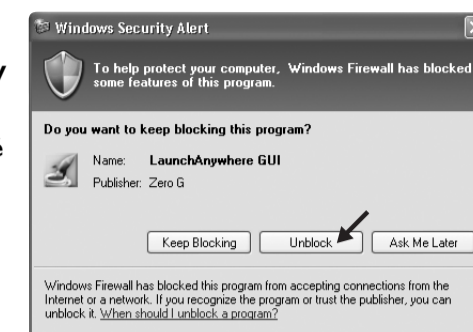 Windows Security Alert
To help protect your computer, Windows Firewall has blocked
some features of this program.
Do you want to keep blocking this program?
Name: LaunchAnywhere GUI
Publisher: Zero G
Keep Blocking Unblock Ask Me Later
Windows Firewall has blocked this program from accepting connections from the
Internet or a network. If you recognize the program or trust the publisher, you can
unblock it. When should I unblock a program?